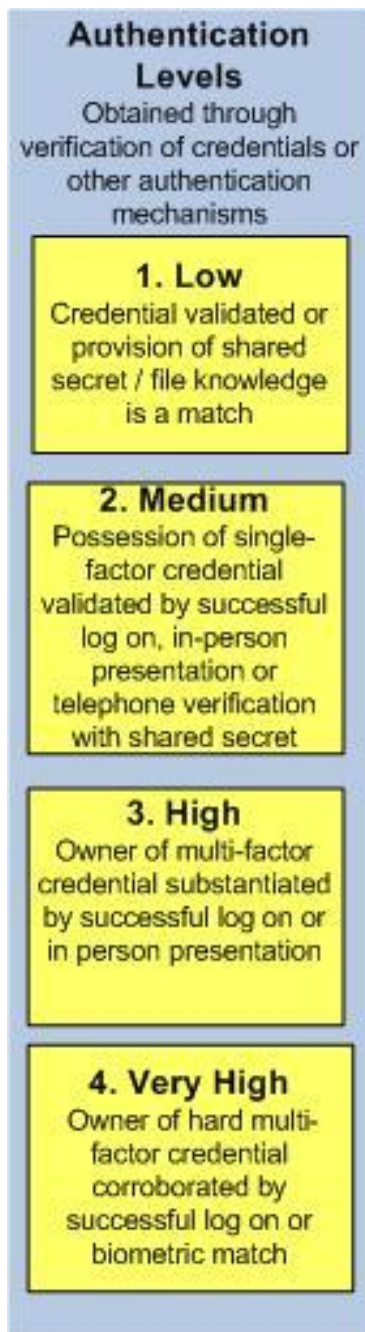 Authentication
Levels
Obtained through
verification of credentials or
other authentication
mechanisms
1. Low
Credential validated or
provision of shared
secret / file knowledge
is a match
2. Medium
Possession of single-
factor credential
validated by successful
log on, in-person
presentation or
telephone verification
with shared secret
3. High
Owner of multi-factor
credential substantiated
by successful log on or
in person presentation
4. Very High
Owner of hard multi-
factor credential
corroborated by
successful log on or
biometric match